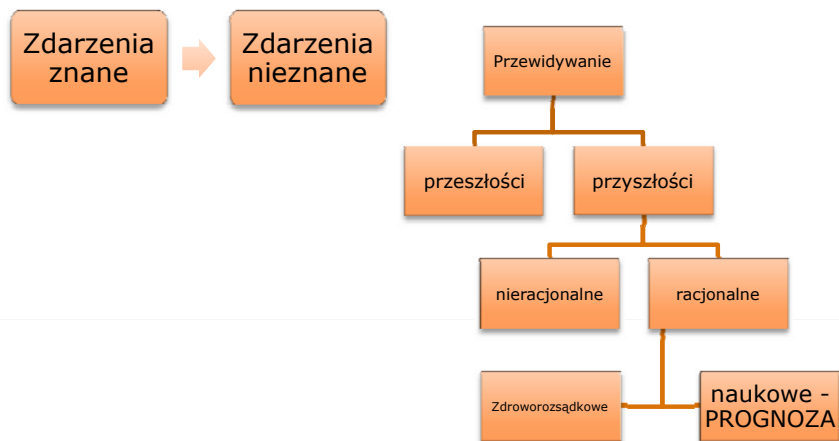 Zdarzenia
znane
Zdarzenia
nieznane
Przewidywanie
przeszłości
przyszłości
nieracjonalne
racjonalne
Zdroworozsądkowe
naukowe -
PROGNOZA